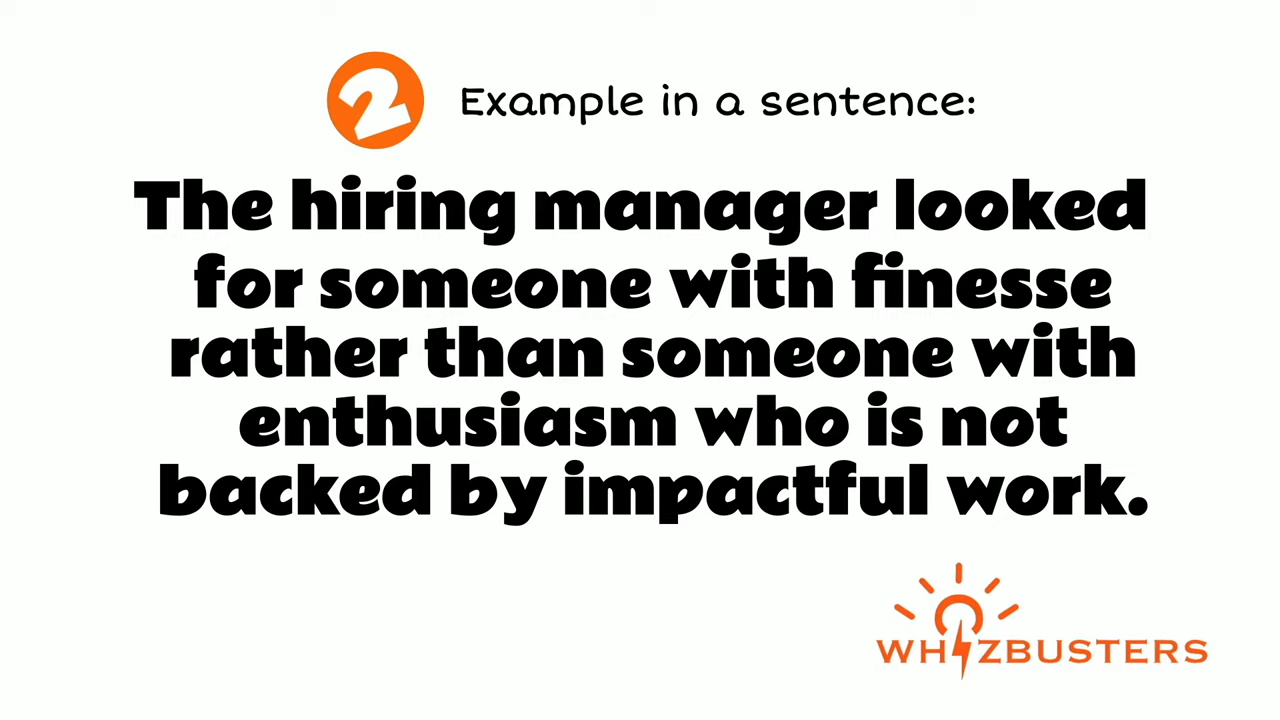 2 Example in a sentence:
The hiring manager looked
for someone with finesse
rather than someone with
enthusiasm who is not
backed by impactful work.
WHIZBUSTERS